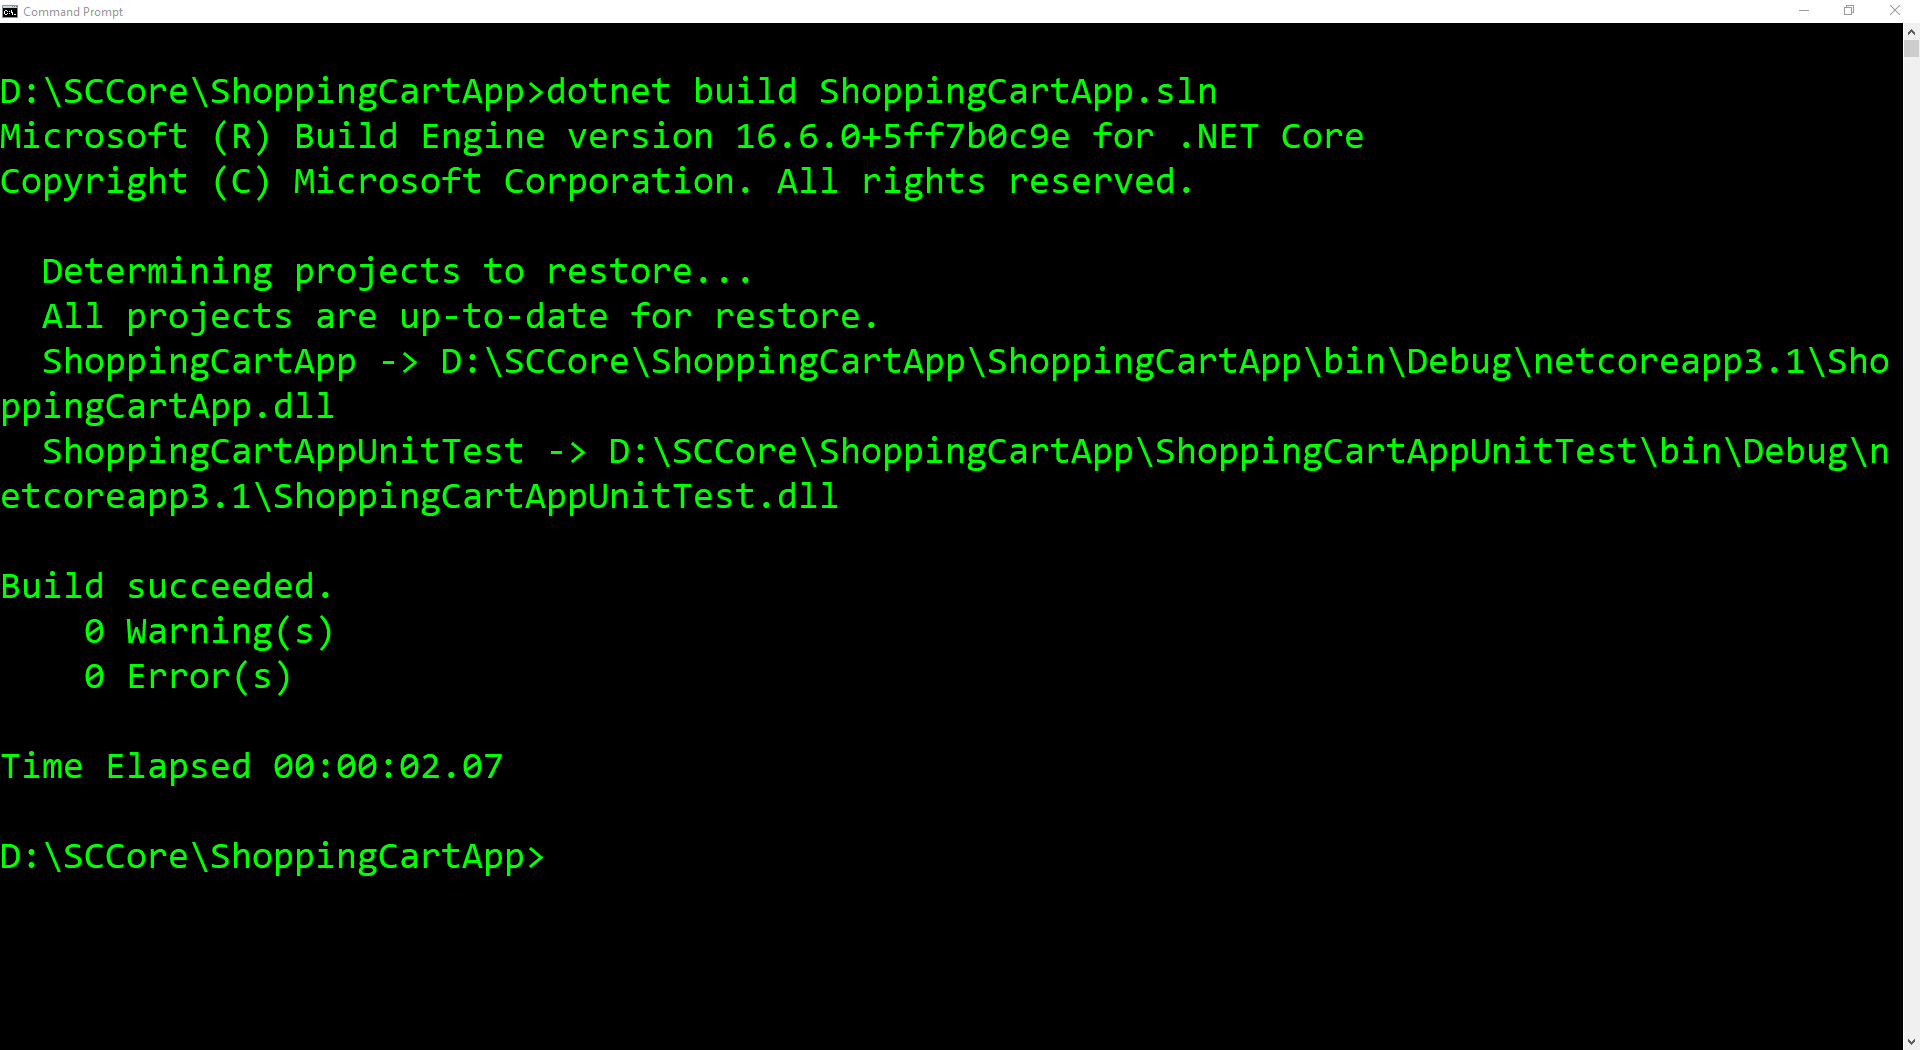 Command Prompt
D:\SCCore\ShoppingCartApp>dotnet build ShoppingCartApp.sln
Microsoft (R) Build Engine version 16.6.0+5ff7b0c9e for .NET Core
Copyright (C) Microsoft Corporation. All rights reserved.
  Determining projects to restore...
  All projects are up-to-date for restore.
  ShoppingCartApp -> D:\SCCore\ShoppingCartApp\ShoppingCartApp\bin\Debug\netcoreapp3.1\Sho
ppingCartApp.dll
  ShoppingCartAppUnitTest -> D:\SCCore\ShoppingCartApp\ShoppingCartAppUnitTest\bin\Debug\n
etcoreapp3.1\ShoppingCartAppUnitTest.dll
Build succeeded.
    0 Warning(s)
    0 Error(s)
Time Elapsed 00:00:02.07
D:\SCCore\ShoppingCartApp>